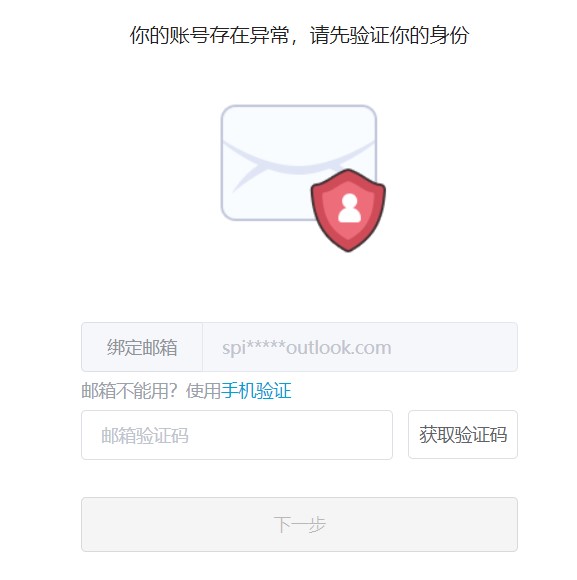 你的账号存在异常，请先验证你的身份
绑定邮箱 spi*****outlook.com
邮箱不能用？使用手机验证
邮箱验证码 获取验证码
下一步